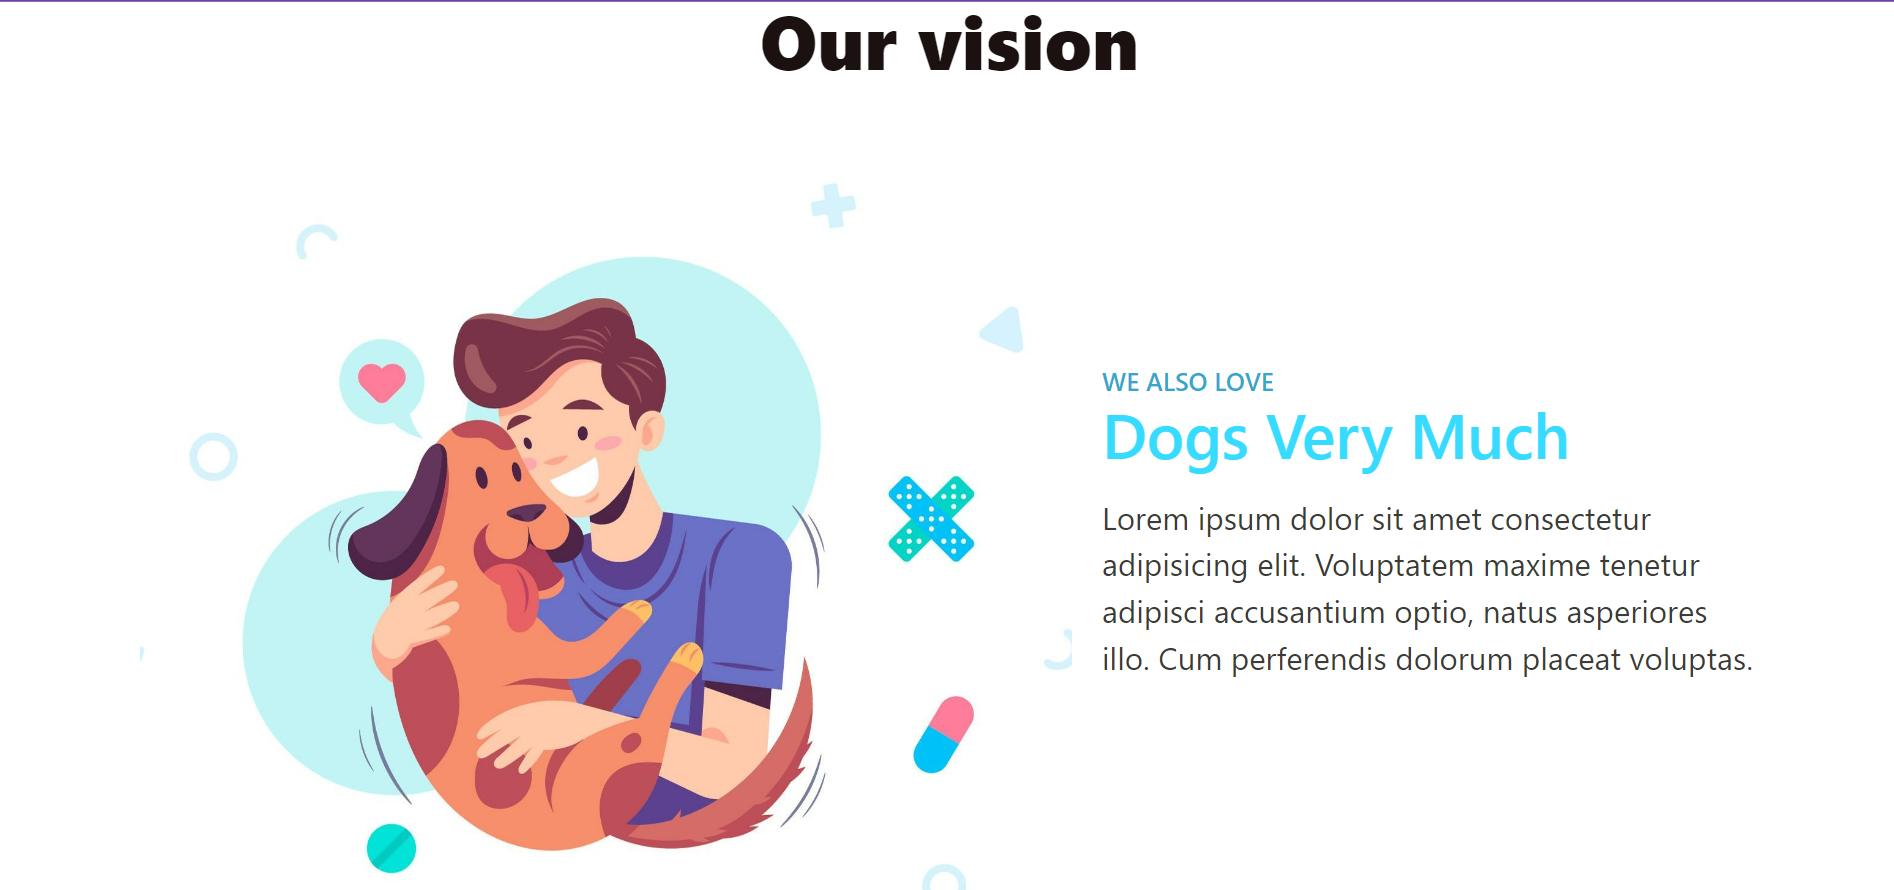 Our vision
WE ALSO LOVE
Dogs Very Much
Lorem ipsum dolor sit amet consectetur
adipisicing elit. Voluptatem maxime tenetur
adipisci accusantium optio, natus asperiores
illo. Cum perferendis dolorum placeat voluptas.